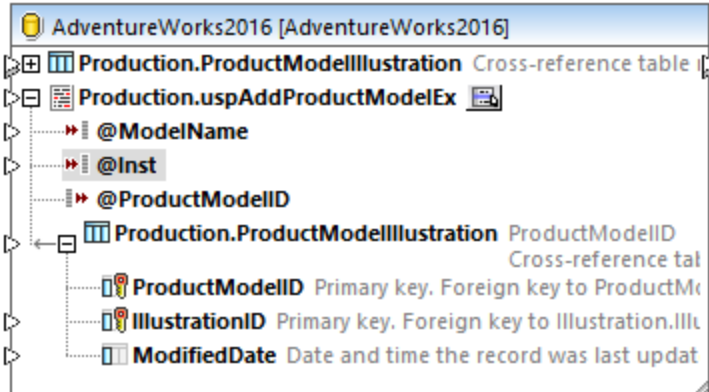 AdventureWorks2016 [AdventureWorks2016]
Production.ProductModelIllustration Cross-reference table
Production.uspAddProductModelEx
@ModelName
@Inst
@ProductModelID
Production.ProductModelIllustration ProductModelID
Cross-reference tab
ProductModelID Primary key. Foreign key to ProductMo
IllustrationID Primary key. Foreign key to Illustration.Illu
ModifiedDate Date and time the record was last updat